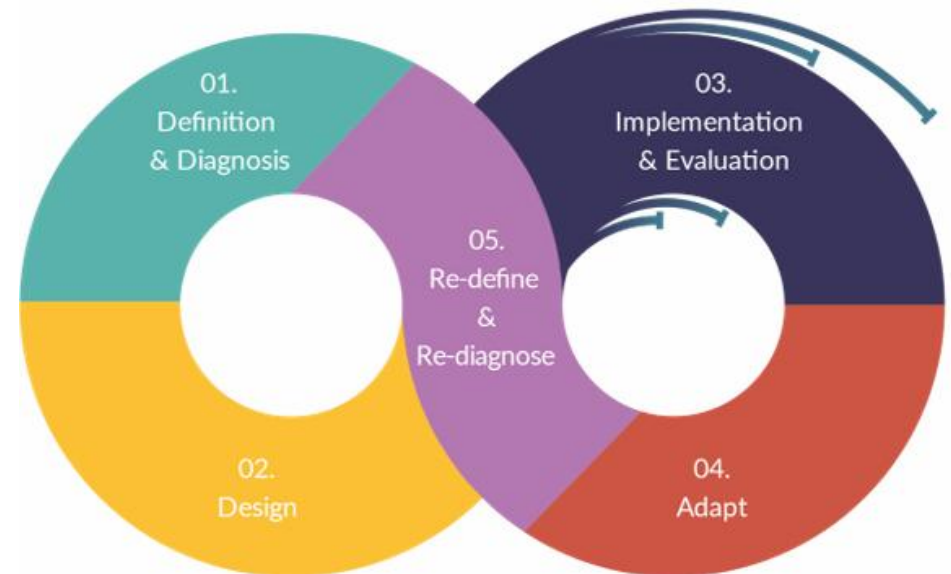 01.
Definition
& Diagnosis
02.
Design
03.
Implementation
& Evaluation
04.
Adapt
05.
Re-define
&
Re-diagnose